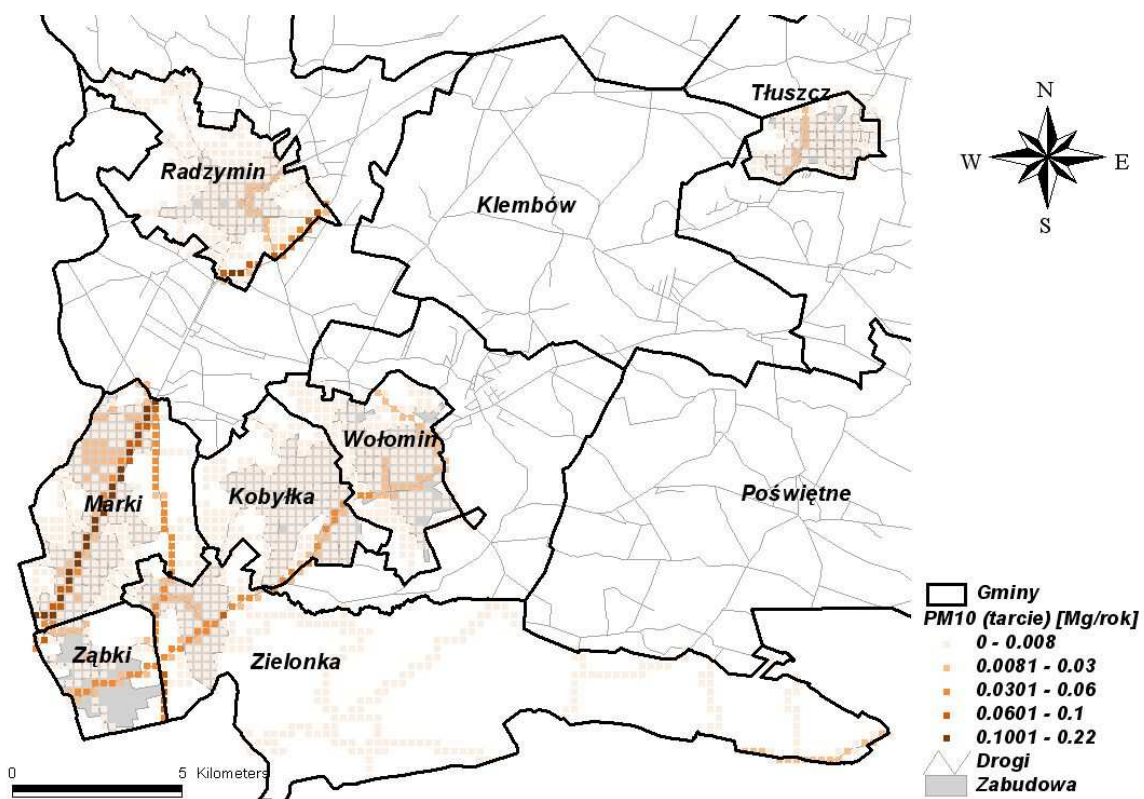 Tłuszcz
N
W
E
S
Radzymin
Klembów
Wołomin
Kobyłka
Marki
Poświętne
Ząbki
Zielonka
Gminy
PM10 (tarcie) [Mg/rok]
0 - 0.008
0.0081 - 0.03
0.0301 - 0.06
0.0601 - 0.1
0.1001 - 0.22
Drogi
Zabudowa
0 5 Kilometers